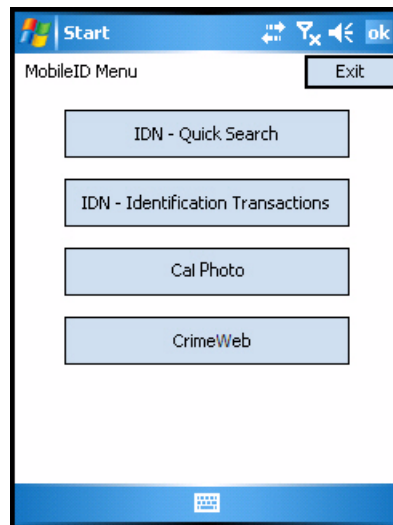 Start
ok
MobileID Menu
Exit
IDN - Quick Search
IDN - Identification Transactions
Cal Photo
CrimeWeb